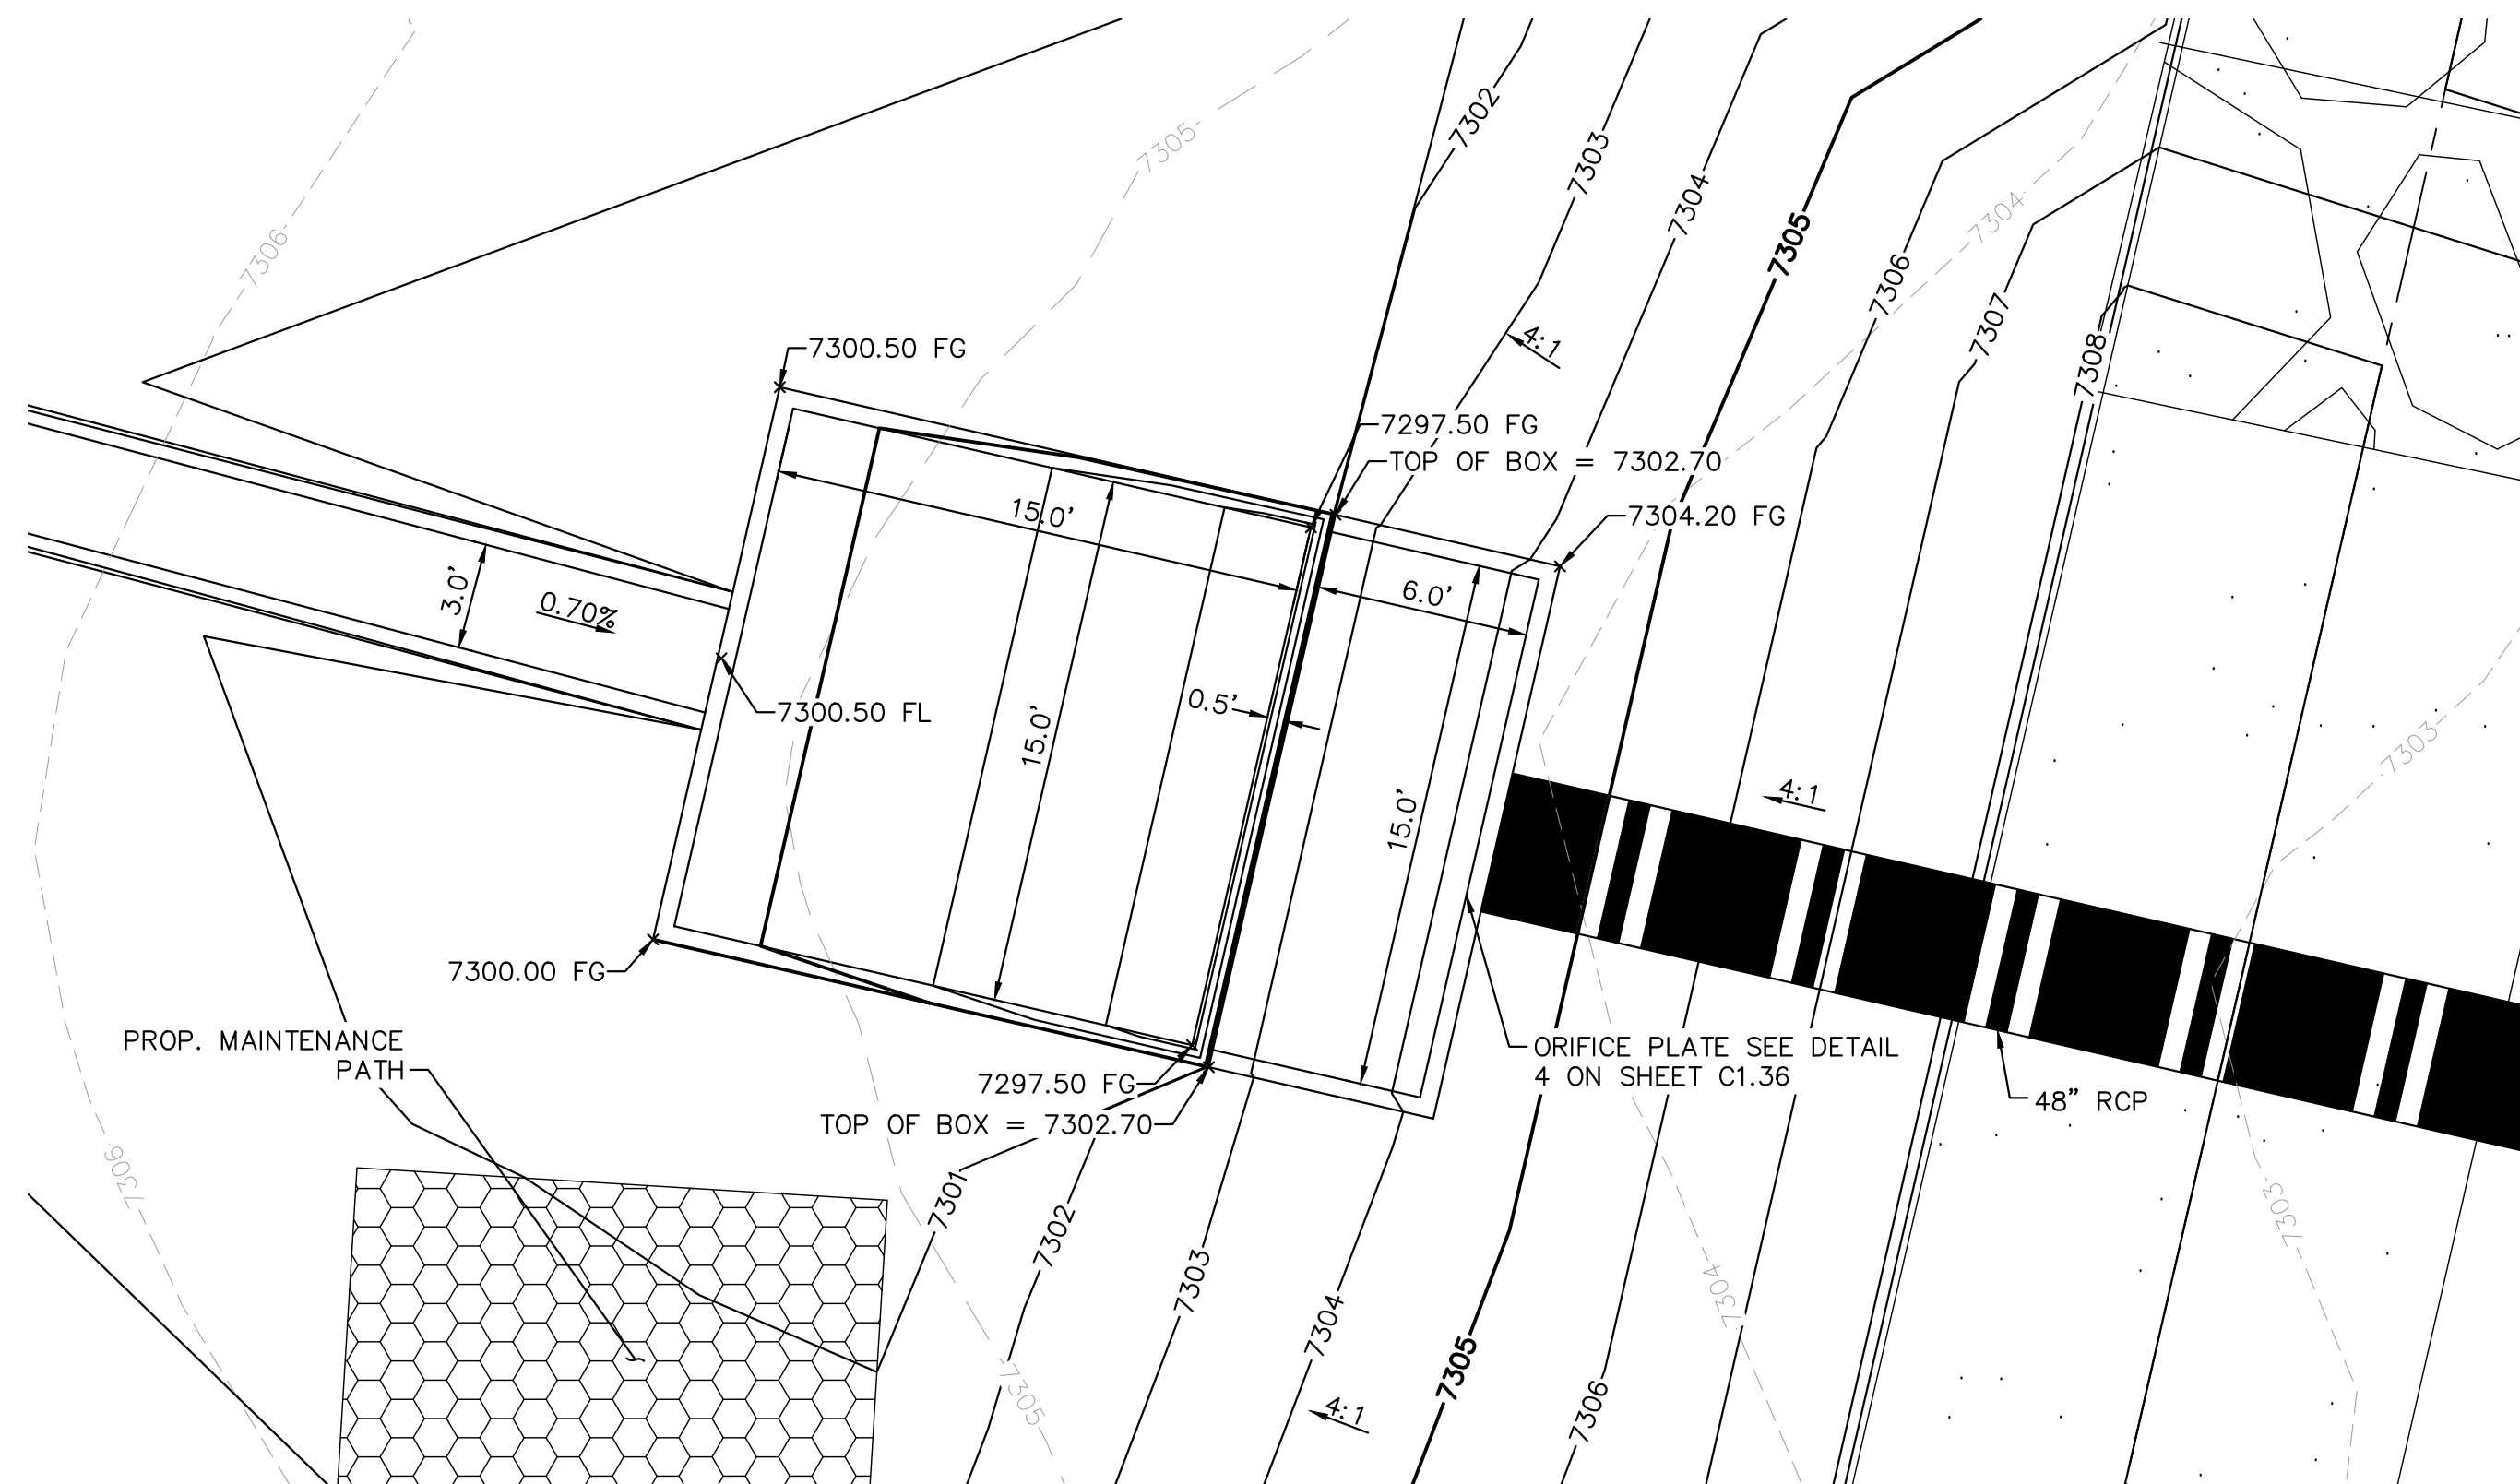 7302
7305
7303
7304
7304
7305
7306
7306
7307
4:1
7308
7300.50 FG
7297.50 FG
TOP OF BOX = 7302.70
15.0'
7304.20 FG
3.0'
0.70%
6.0'
0.5'
7300.50 FL
15.0'
7303
4:1
15.0'
7300.00 FG
PROP. MAINTENANCE
PATH
ORIFICE PLATE SEE DETAIL
4 ON SHEET C1.36
7297.50 FG
48" RCP
TOP OF BOX = 7302.70
7306
7301
7302
7303
7303
7304
7304
7305
7305
7306
4:1